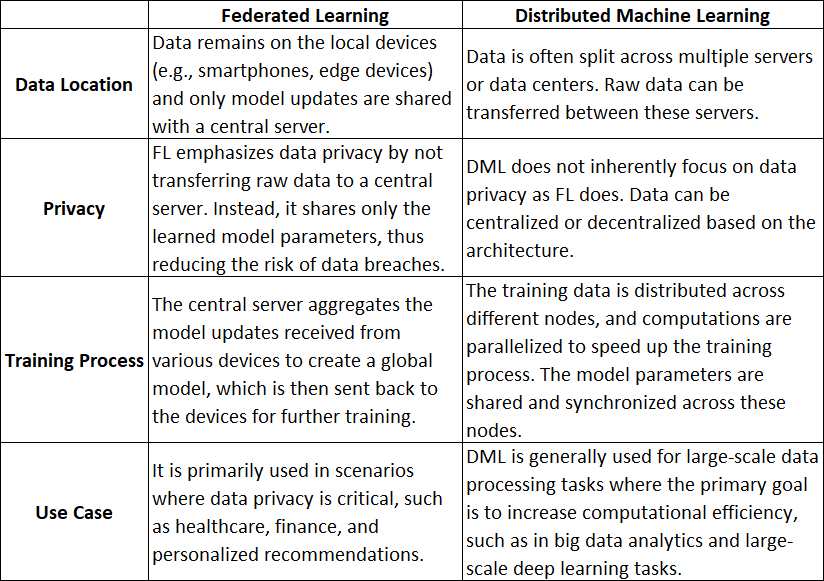 Federated Learning
Distributed Machine Learning
Data Location
Data remains on the local devices
(e.g., smartphones, edge devices)
and only model updates are shared
with a central server.
Data is often split across multiple servers
or data centers. Raw data can be
transferred between these servers.
Privacy
FL emphasizes data privacy by not
transferring raw data to a central
server. Instead, it shares only the
learned model parameters, thus
reducing the risk of data breaches.
DML does not inherently focus on data
privacy as FL does. Data can be
centralized or decentralized based on the
architecture.
Training Process
The central server aggregates the
model updates received from
various devices to create a global
model, which is then sent back to
the devices for further training.
The training data is distributed across
different nodes, and computations are
parallelized to speed up the training
process. The model parameters are
shared and synchronized across these
nodes.
Use Case
It is primarily used in scenarios
where data privacy is critical, such
as healthcare, finance, and
personalized recommendations.
DML is generally used for large-scale data
processing tasks where the primary goal
is to increase computational efficiency,
such as in big data analytics and large-
scale deep learning tasks.